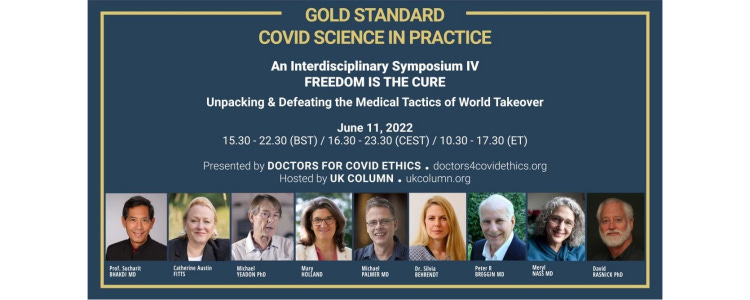 GOLD STANDARD
COVID SCIENCE IN PRACTICE
An Interdisciplinary Symposium IV
FREEDOM IS THE CURE
Unpacking & Defeating the Medical Tactics of World Takeover
June 11, 2022
15.30 - 22.30 (BST) / 16.30 - 23.30 (CEST) / 10.30 - 17.30 (ET)
Presented by DOCTORS FOR COVID ETHICS • doctors4covidethics.org
Hosted by UK COLUMN • ukcolumn.org
Prof. Sucharit
BHAKDI MD
Catherine Austin
FITTS
Michael
YEADON PhD
Mary
HOLLAND
Michael
PALMER MD
Dr. Silvia
BEHRENDT
Peter R
BREGGIN MD
Meryl
NASS MD
David
RASNICK PhD